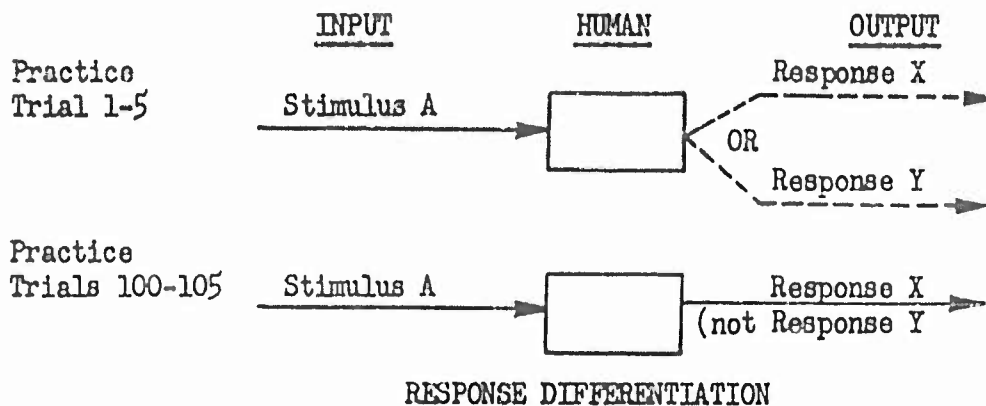 INPUT HUMAN OUTPUT
Practice
Trial 1-5
Stimulus A
Response X
OR
Response Y
Practice
Trials 100-105
Stimulus A
Response X
(not Response Y
RESPONSE DIFFERENTIATION